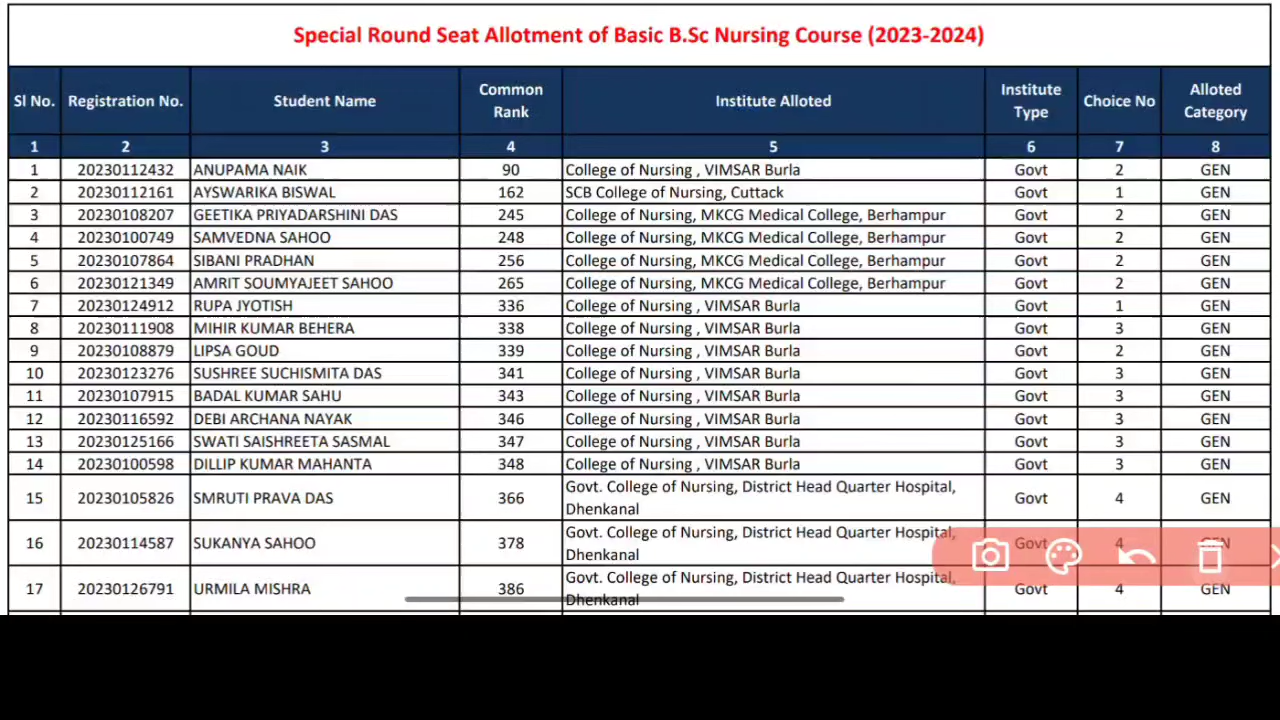 Special Round Seat Allotment of Basic B.Sc Nursing Course (2023-2024)
Sl No. Registration No. Student Name Common Rank Institute Alloted Institute Type Choice No Alloted Category
1 2 3 4 5 6 7 8
1 20230112432 ANUPAMA NAIK 90 College of Nursing , VIMSAR Burla Govt 2 GEN
2 20230112161 AYSWARIKA BISWAL 162 SCB College of Nursing, Cuttack Govt 1 GEN
3 20230108207 GEETIKA PRIYADARSHINI DAS 245 College of Nursing, MKCG Medical College, Berhampur Govt 2 GEN
4 20230100749 SAMVEDNA SAHOO 248 College of Nursing, MKCG Medical College, Berhampur Govt 2 GEN
5 20230107864 SIBANI PRADHAN 256 College of Nursing, MKCG Medical College, Berhampur Govt 2 GEN
6 20230121349 AMRIT SOUMYAJEET SAHOO 265 College of Nursing, MKCG Medical College, Berhampur Govt 2 GEN
7 20230124912 RUPA JYOTISH 336 College of Nursing , VIMSAR Burla Govt 1 GEN
8 20230111908 MIHIR KUMAR BEHERA 338 College of Nursing , VIMSAR Burla Govt 3 GEN
9 20230108879 LIPSA GOUD 339 College of Nursing , VIMSAR Burla Govt 2 GEN
10 20230123276 SUSHREE SUCHISMITA DAS 341 College of Nursing , VIMSAR Burla Govt 3 GEN
11 20230107915 BADAL KUMAR SAHU 343 College of Nursing , VIMSAR Burla Govt 3 GEN
12 20230116592 DEBI ARCHANA NAYAK 346 College of Nursing , VIMSAR Burla Govt 3 GEN
13 20230125166 SWATI SAISHREETA SASMAL 347 College of Nursing , VIMSAR Burla Govt 3 GEN
14 20230100598 DILLIP KUMAR MAHANTA 348 College of Nursing , VIMSAR Burla Govt 3 GEN
15 20230105826 SMRUTI PRAVA DAS 366 Govt. College of Nursing, District Head Quarter Hospital, Dhenkanal Govt 4 GEN
16 20230114587 SUKANYA SAHOO 378 Govt. College of Nursing, District Head Quarter Hospital, Dhenkanal Govt 4 GEN
17 20230126791 URMILA MISHRA 386 Govt. College of Nursing, District Head Quarter Hospital, Dhenkanal Govt 4 GEN